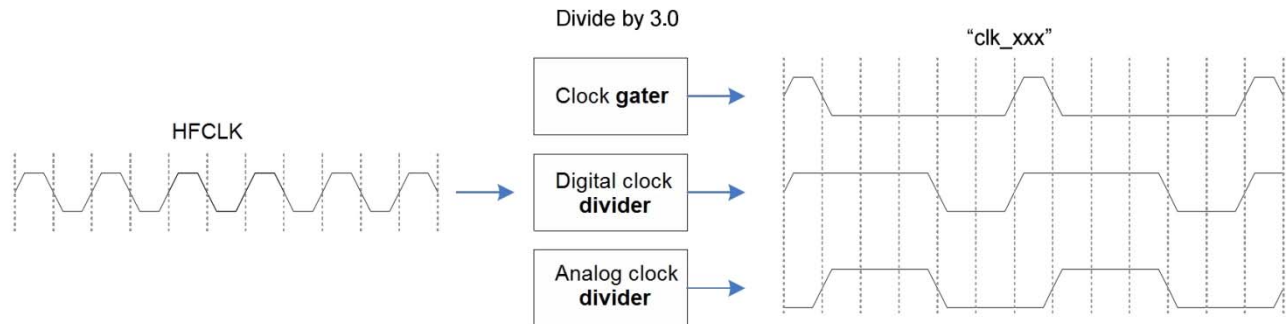 Divide by 3.0
"clk_xxx"
Clock gater
HFCLK
Digital clock
divider
Analog clock
divider